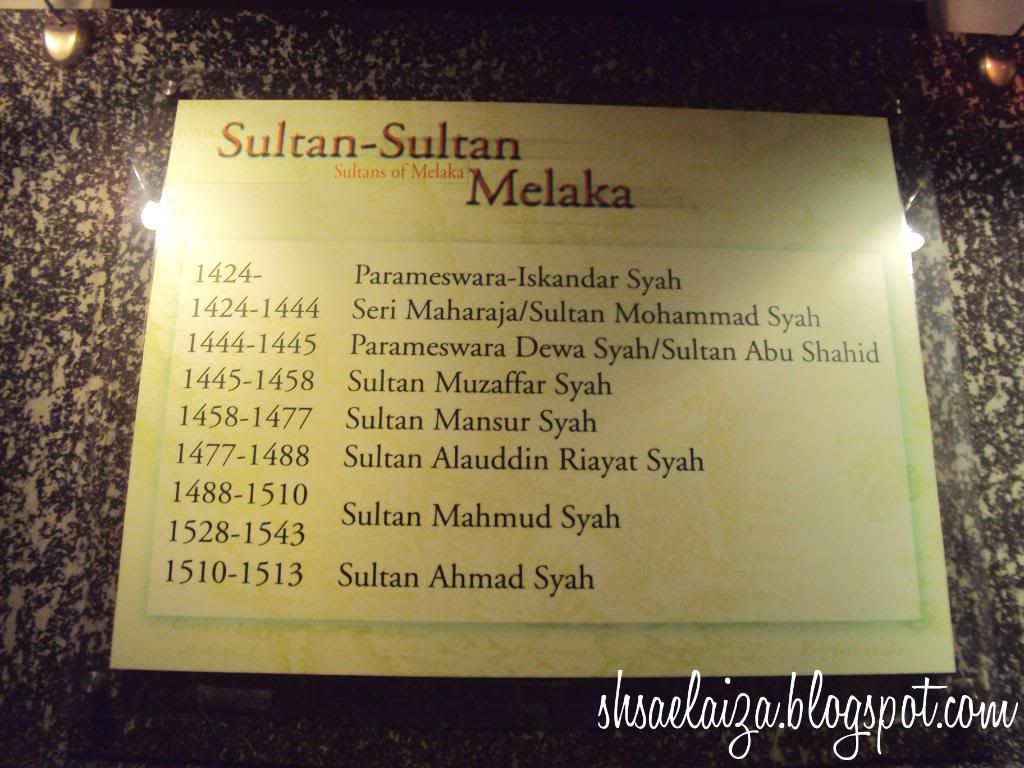 Sultan-Sultan
Sultans of Melaka
Melaka
1424- Parameswara-Iskandar Syah
1424-1444 Seri Maharaja/Sultan Mohammad Syah
1444-1445 Parameswara Dewa Syah/Sultan Abu Shahid
1445-1458 Sultan Muzaffar Syah
1458-1477 Sultan Mansur Syah
1477-1488 Sultan Alauddin Riayat Syah
1488-1510
Sultan Mahmud Syah
1528-1543
1510-1513 Sultan Ahmad Syah
shsaelaiza.blogspot.com